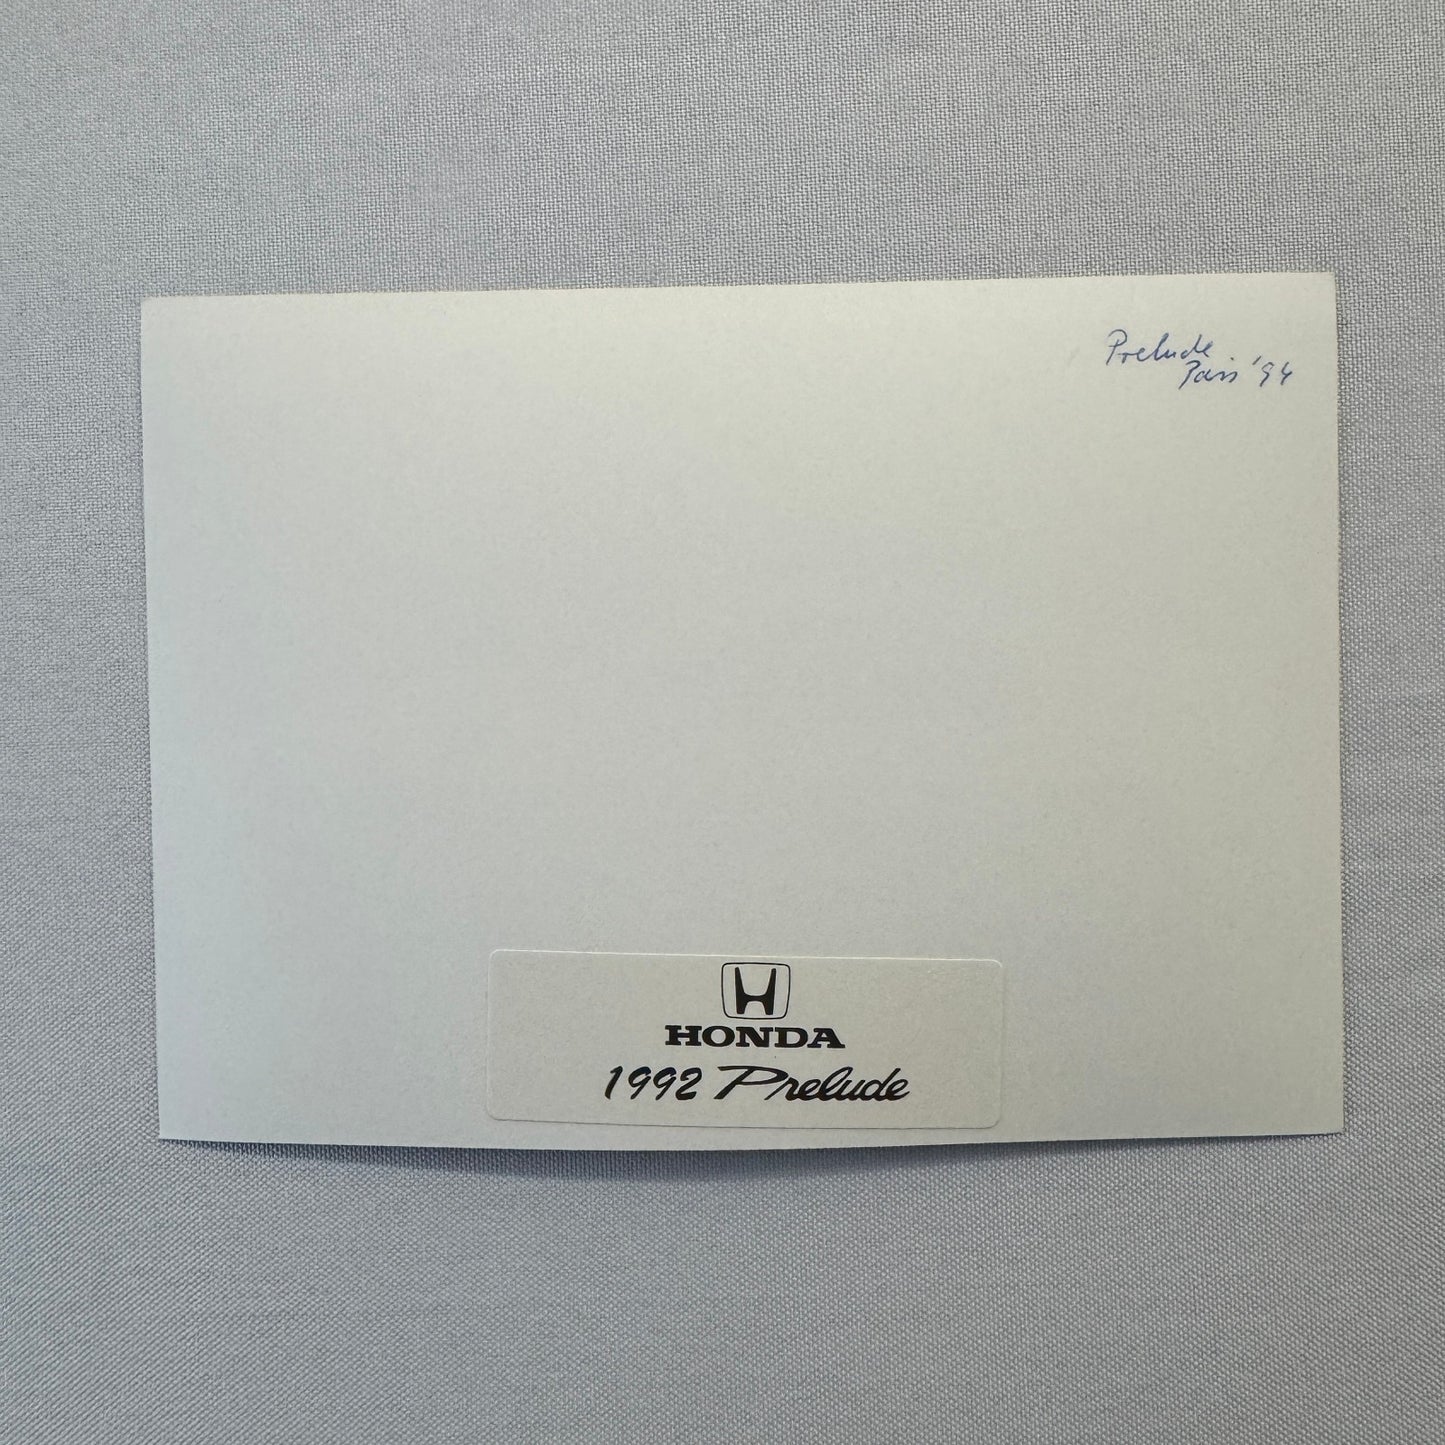 Prelude
Paris '94
HONDA
1992 Prelude